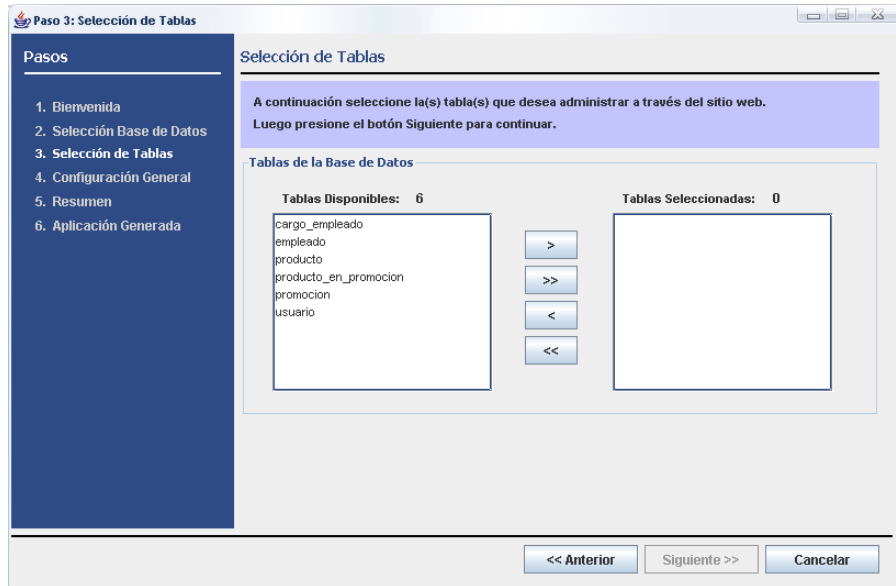 Paso 3: Selección de Tablas
Pasos
1. Bienvenida
2. Selección Base de Datos
3. Selección de Tablas
4. Configuración General
5. Resumen
6. Aplicación Generada
Selección de Tablas
A continuación seleccione la(s) tabla(s) que desea administrar a través del sitio web.
Luego presione el botón Siguiente para continuar.
Tablas de la Base de Datos
Tablas Disponibles: 6
cargo_empleado
empleado
producto
producto_en_promocion
promocion
usuario
>
>>
<
<<
Tablas Seleccionadas: 0
<< Anterior
Siguiente >>
Cancelar